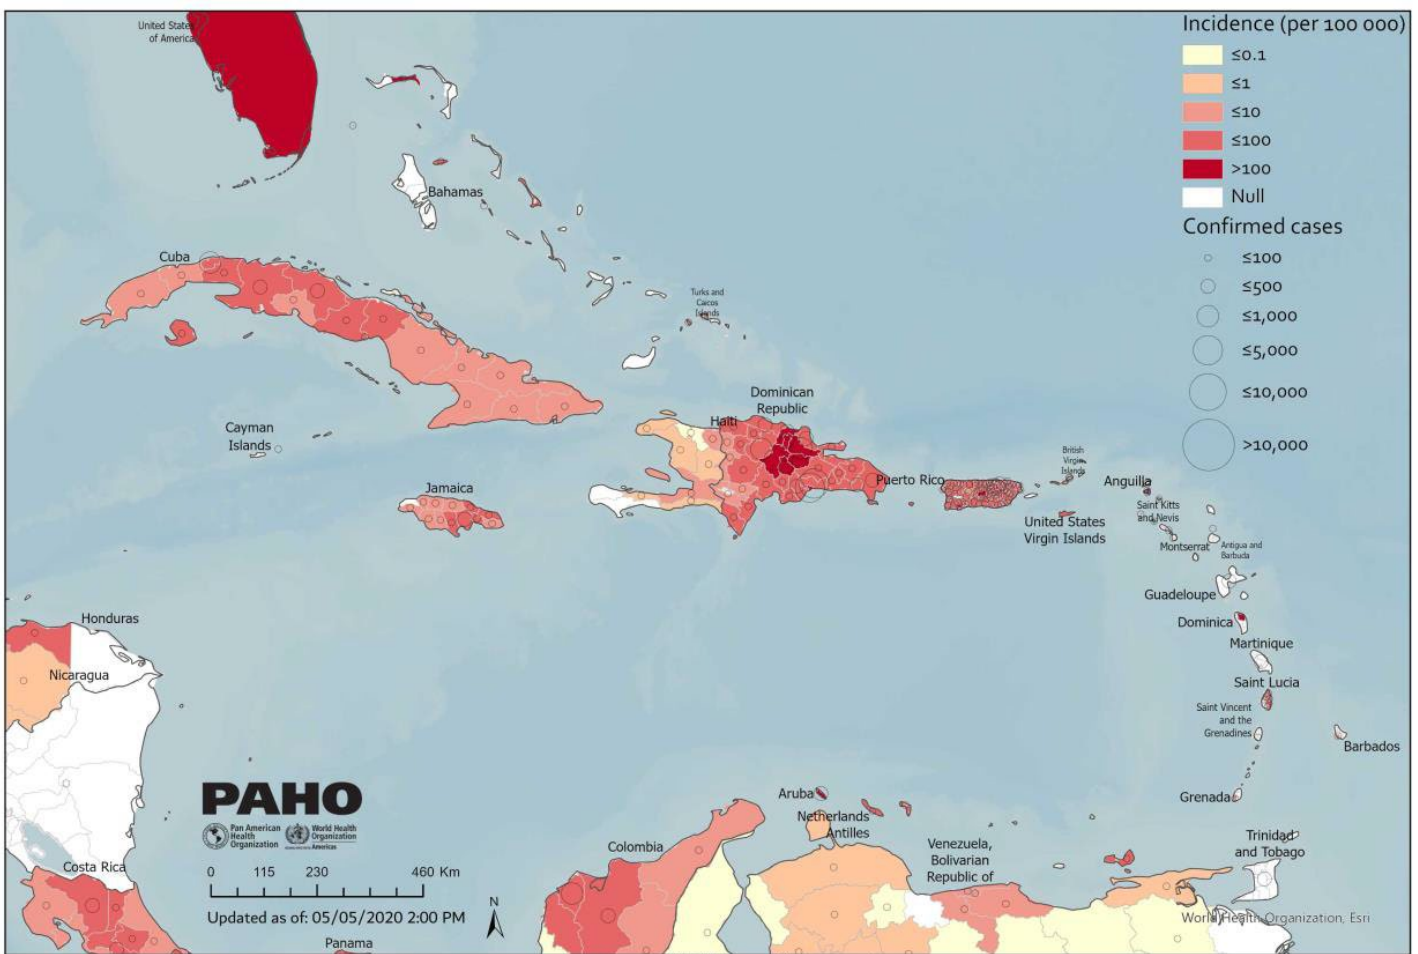 United States
of America
Incidence (per 100 000)
≤0.1
≤1
≤10
≤100
>100
Null
Confirmed cases
≤100
≤500
≤1,000
≤5,000
≤10,000
>10,000
Bahamas
Cuba
Turks and
Caicos
Islands
Dominican
Republic
Haiti
Cayman
Islands
Jamaica
Puerto Rico
British
Virgin
Islands
Anguilla
United States
Virgin Islands
Saint Kitts
and Nevis
Montserrat
Antigua and
Barbuda
Guadeloupe
Dominica
Martinique
Saint Lucia
Saint Vincent
and the
Grenadines
Barbados
Grenada
Trinidad
and Tobago
Honduras
Nicaragua
Costa Rica
Panama
Colombia
Aruba
Netherlands
Antilles
Venezuela,
Bolivarian
Republic of
PAHO
Pan American
Health
Organization
World Health
Organization
Americas
0 115 230 460 Km
Updated as of: 05/05/2020 2:00 PM
N
World Health Organization, Esri